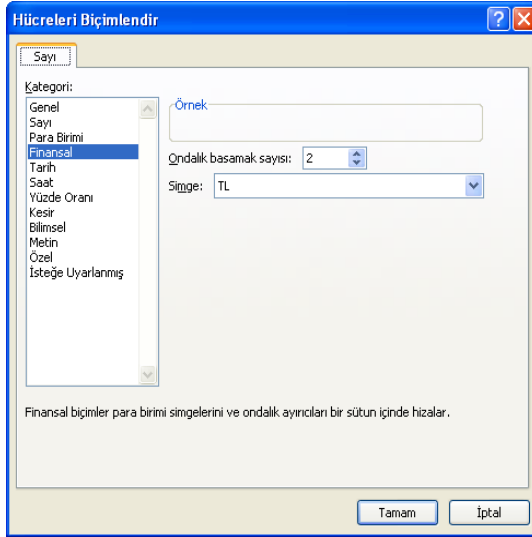 Hücreleri Biçimlendir
Sayı
Kategori:
Genel
Sayı
Para Birimi
Finansal
Tarih
Saat
Yüzde Oranı
Kesir
Bilimsel
Metin
Özel
İsteğe Uyarlanmış
Örnek
Ondalık basamak sayısı: 2
Simge: TL
Finansal biçimler para birimi simgelerini ve ondalık ayırıcıları bir sütun içinde hizalar.
Tamam İptal